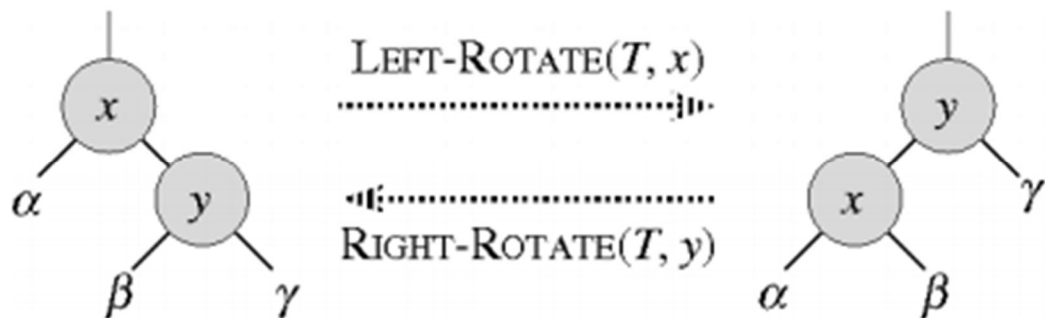 LEFT-ROTATE(T, x)
x
y
α
y
x
γ
RIGHT-ROTATE(T, y)
β
γ
α
β